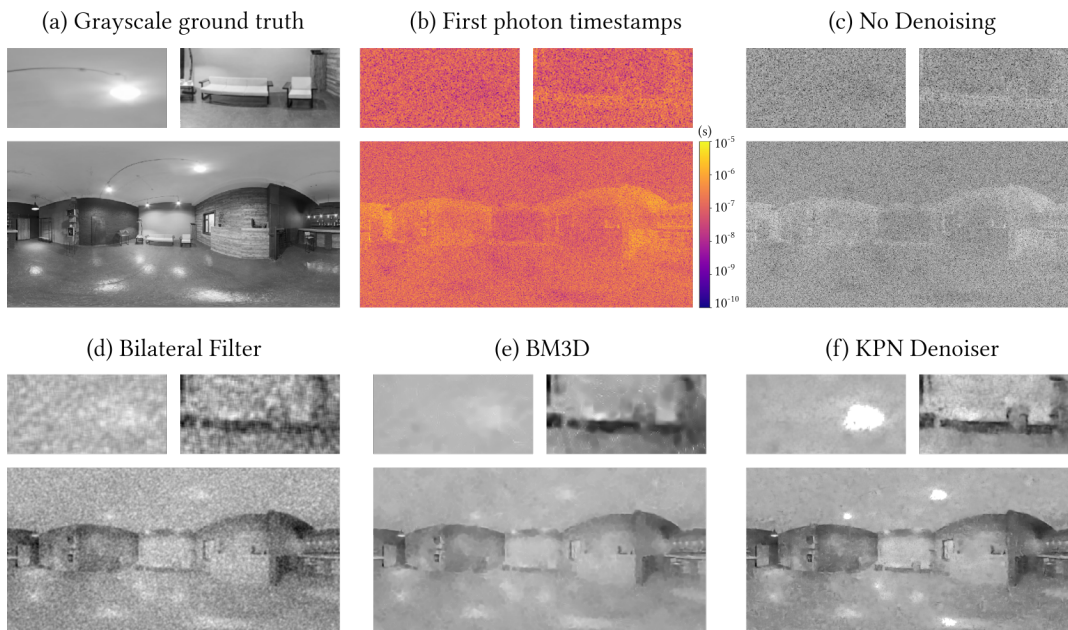 (a) Grayscale ground truth
(b) First photon timestamps
(c) No Denoising
(s)
10^-5
10^-6
10^-7
10^-8
10^-9
10^-10
(d) Bilateral Filter
(e) BM3D
(f) KPN Denoiser